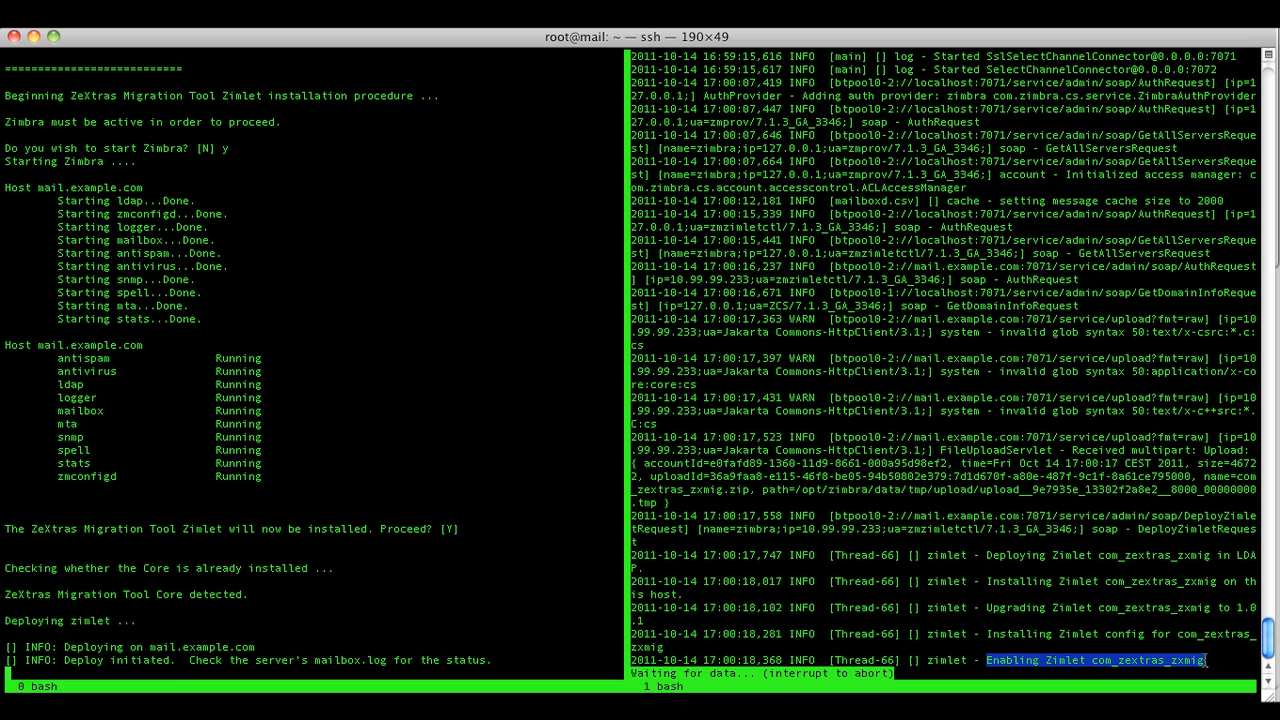 root@mail: ~ — ssh — 190×49
===========================
Beginning ZeXtras Migration Tool Zimlet installation procedure ...
Zimbra must be active in order to proceed.
Do you wish to start Zimbra? [N] y
Starting Zimbra ....
Host mail.example.com
Starting ldap...Done.
Starting zmconfigd...Done.
Starting logger...Done.
Starting mailbox...Done.
Starting antispam...Done.
Starting antivirus...Done.
Starting snmp...Done.
Starting spell...Done.
Starting mta...Done.
Starting stats...Done.
Host mail.example.com
antispam Running
antivirus Running
ldap Running
logger Running
mailbox Running
mta Running
snmp Running
spell Running
stats Running
zmconfigd Running
The ZeXtras Migration Tool Zimlet will now be installed. Proceed? [Y]
Checking whether the Core is already installed ...
ZeXtras Migration Tool Core detected.
Deploying zimlet ...
[] INFO: Deploying on mail.example.com
[] INFO: Deploy initiated.  Check the server's mailbox.log for the status.
0 bash
2011-10-14 16:59:15,616 INFO  [main] [] log - Started SslSelectChannelConnector@0.0.0.0:7071
2011-10-14 16:59:15,617 INFO  [main] [] log - Started SelectChannelConnector@0.0.0.0:7072
2011-10-14 17:00:07,419 INFO  [btpool0-2://localhost:7071/service/admin/soap/AuthRequest] [ip=1
27.0.0.1;] AuthProvider - Adding auth provider: zimbra com.zimbra.cs.service.ZimbraAuthProvider
2011-10-14 17:00:07,447 INFO  [btpool0-2://localhost:7071/service/admin/soap/AuthRequest] [ip=1
27.0.0.1;ua=zmprov/7.1.3_GA_3346;] soap - AuthRequest
2011-10-14 17:00:07,646 INFO  [btpool0-2://localhost:7071/service/admin/soap/GetAllServersReque
st] [name=zimbra;ip=127.0.0.1;ua=zmprov/7.1.3_GA_3346;] soap - GetAllServersRequest
2011-10-14 17:00:07,664 INFO  [btpool0-2://localhost:7071/service/admin/soap/GetAllServersReque
st] [name=zimbra;ip=127.0.0.1;ua=zmprov/7.1.3_GA_3346;] account - Initialized access manager: c
om.zimbra.cs.account.accesscontrol.ACLAccessManager
2011-10-14 17:00:12,181 INFO  [mailboxd.csv] [] cache - setting message cache size to 2000
2011-10-14 17:00:15,339 INFO  [btpool0-2://localhost:7071/service/admin/soap/AuthRequest] [ip=1
27.0.0.1;ua=zmzimletctl/7.1.3_GA_3346;] soap - AuthRequest
2011-10-14 17:00:15,441 INFO  [btpool0-2://localhost:7071/service/admin/soap/GetAllServersReque
st] [name=zimbra;ip=127.0.0.1;ua=zmzimletctl/7.1.3_GA_3346;] soap - GetAllServersRequest
2011-10-14 17:00:16,237 INFO  [btpool0-2://mail.example.com:7071/service/admin/soap/AuthRequest
] [ip=10.99.99.233;ua=zmzimletctl/7.1.3_GA_3346;] soap - AuthRequest
2011-10-14 17:00:16,671 INFO  [btpool0-1://localhost:7071/service/admin/soap/GetDomainInfoReque
st] [ip=127.0.0.1;ua=ZCS/7.1.3_GA_3346;] soap - GetDomainInfoRequest
2011-10-14 17:00:17,363 WARN  [btpool0-2://mail.example.com:7071/service/upload?fmt=raw] [ip=10
.99.99.233;ua=Jakarta Commons-HttpClient/3.1;] system - invalid glob syntax 50:text/x-csrc:*.c:
cs
2011-10-14 17:00:17,397 WARN  [btpool0-2://mail.example.com:7071/service/upload?fmt=raw] [ip=10
.99.99.233;ua=Jakarta Commons-HttpClient/3.1;] system - invalid glob syntax 50:application/x-co
re:core:cs
2011-10-14 17:00:17,431 WARN  [btpool0-2://mail.example.com:7071/service/upload?fmt=raw] [ip=10
.99.99.233;ua=Jakarta Commons-HttpClient/3.1;] system - invalid glob syntax 50:text/x-c++src:*.
C:cs
2011-10-14 17:00:17,523 INFO  [btpool0-2://mail.example.com:7071/service/upload?fmt=raw] [ip=10
.99.99.233;ua=Jakarta Commons-HttpClient/3.1;] FileUploadServlet - Received multipart: Upload:
{ accountId=e0fafd89-1360-11d9-8661-000a95d98ef2, time=Fri Oct 14 17:00:17 CEST 2011, size=4672
2, uploadId=36a9faa8-e115-46f8-be05-94b50802e379:7d1d670f-a80e-487f-9c1f-8a61ce795000, name=com
_zextras_zxmig.zip, path=/opt/zimbra/data/tmp/upload/upload__9e7935e_13302f2a8e2__8000_00000000
.tmp }
2011-10-14 17:00:17,558 INFO  [btpool0-2://mail.example.com:7071/service/admin/soap/DeployZimle
tRequest] [name=zimbra;ip=10.99.99.233;ua=zmzimletctl/7.1.3_GA_3346;] soap - DeployZimletReques
t
2011-10-14 17:00:17,747 INFO  [Thread-66] [] zimlet - Deploying Zimlet com_zextras_zxmig in LDA
P.
2011-10-14 17:00:18,017 INFO  [Thread-66] [] zimlet - Installing Zimlet com_zextras_zxmig on th
is host.
2011-10-14 17:00:18,102 INFO  [Thread-66] [] zimlet - Upgrading Zimlet com_zextras_zxmig to 1.0
.1
2011-10-14 17:00:18,281 INFO  [Thread-66] [] zimlet - Installing Zimlet config for com_zextras_
zxmig
2011-10-14 17:00:18,368 INFO  [Thread-66] [] zimlet - Enabling Zimlet com_zextras_zxmig
Waiting for data... (interrupt to abort)
1 bash